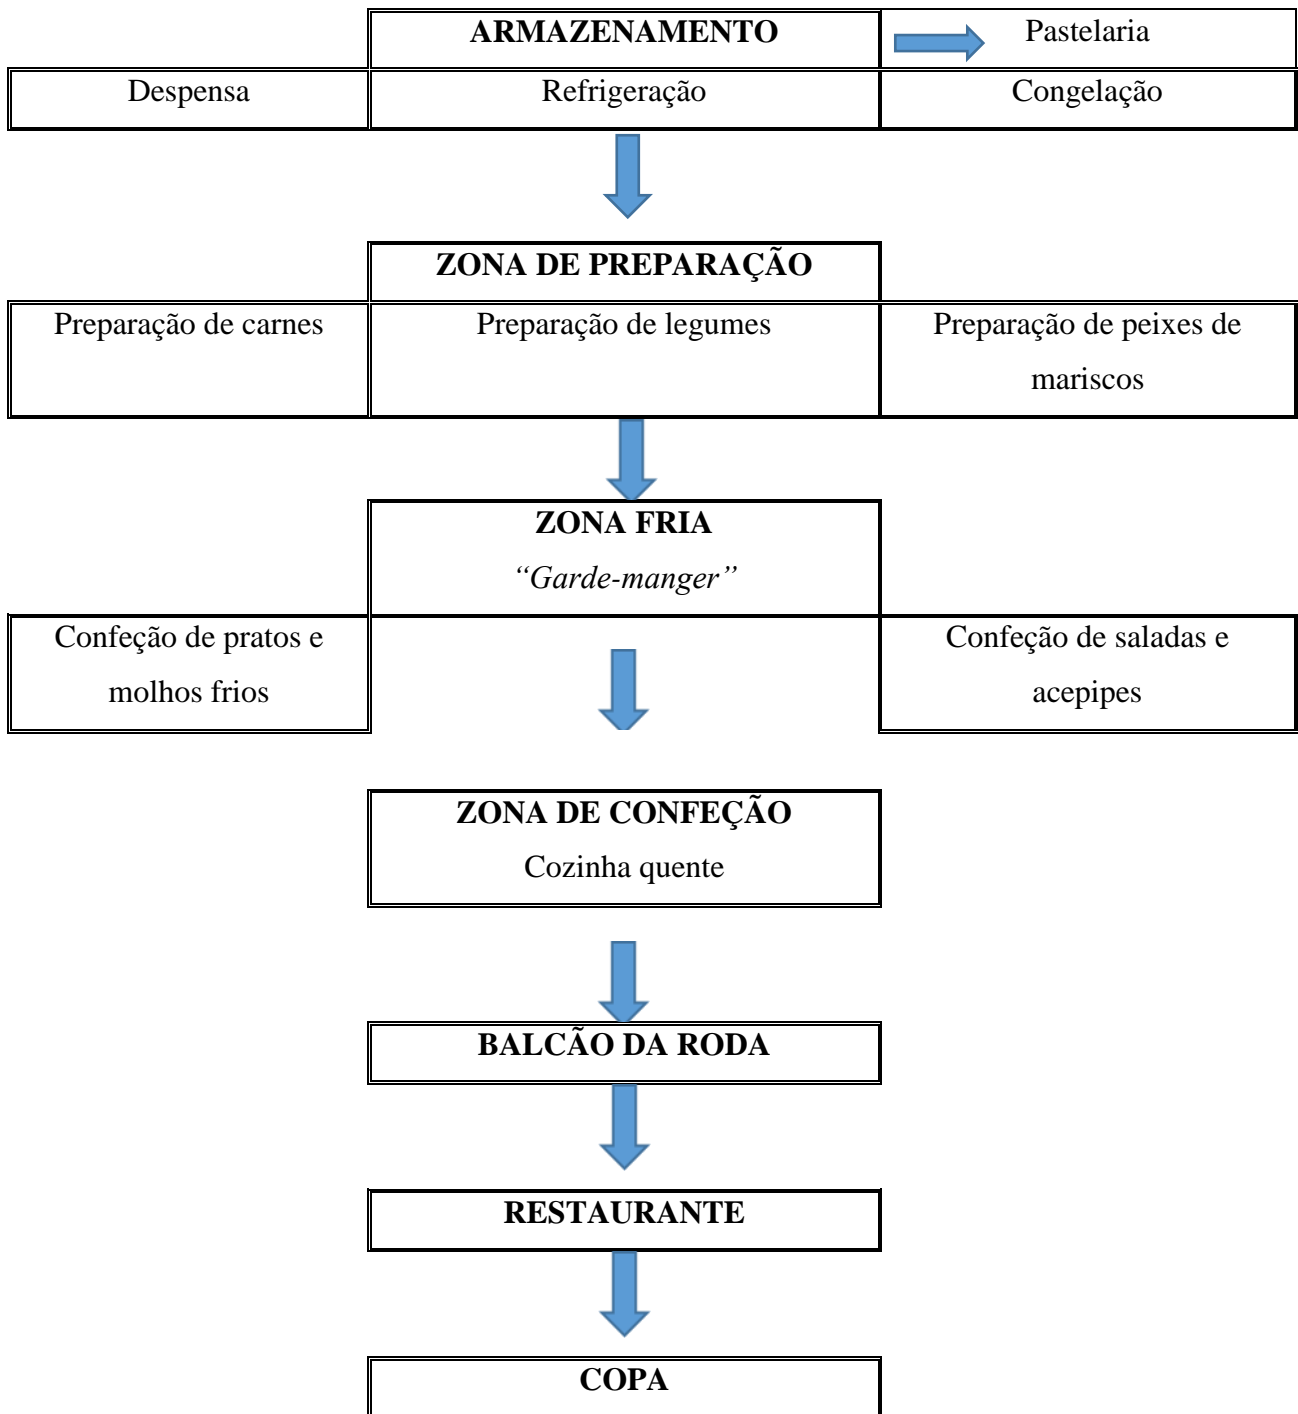 ARMAZENAMENTO
Pastelaria
Despensa
Refrigeração
Congelação
ZONA DE PREPARAÇÃO
Preparação de carnes
Preparação de legumes
Preparação de peixes de
mariscos
ZONA FRIA
“Garde-manger”
Confeção de pratos e
molhos frios
Confeção de saladas e
acepipes
ZONA DE CONFEÇÃO
Cozinha quente
BALCÃO DA RODA
RESTAURANTE
COPA